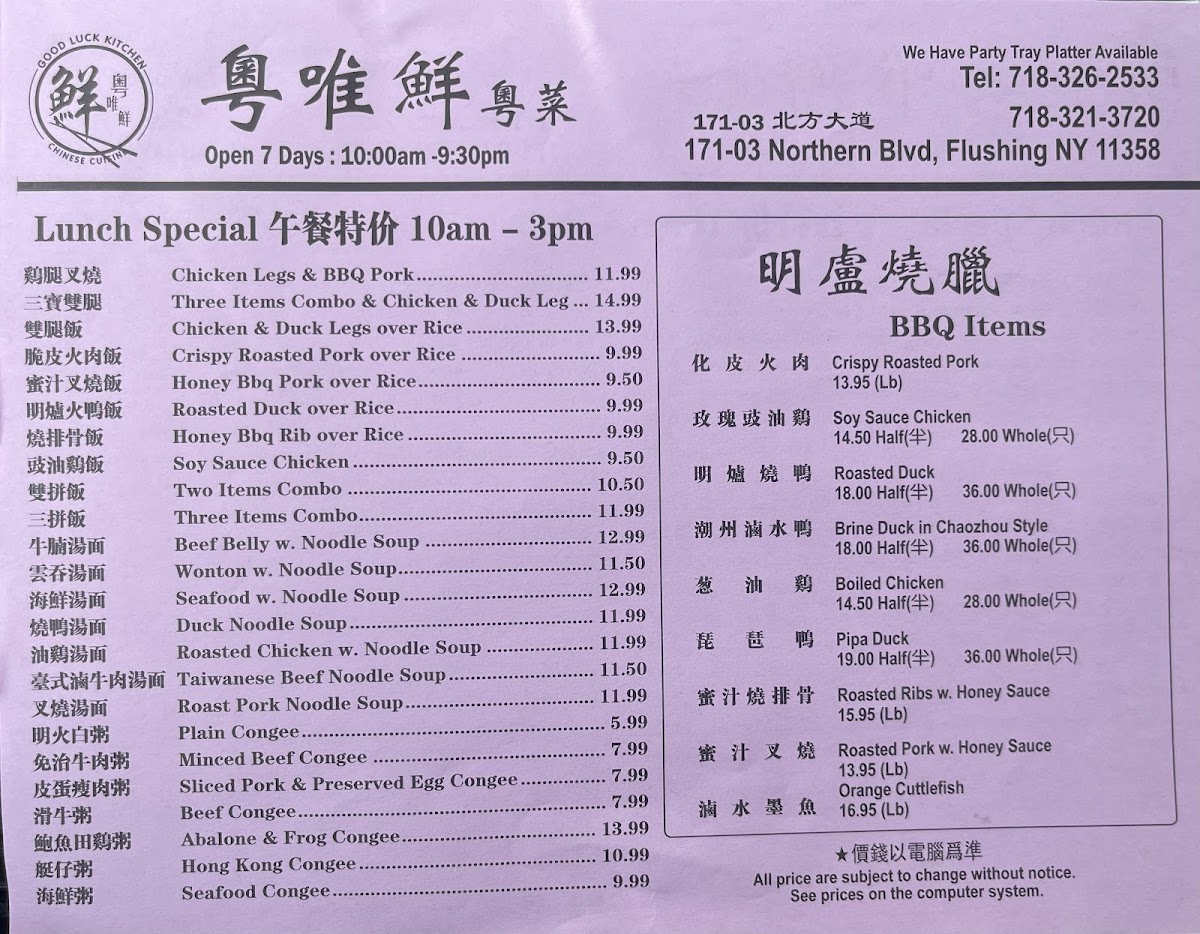 GOOD LUCK KITCHEN
鮮 粵唯鮮
CHINESE CUISINE
粵唯鮮 粵菜
Open 7 Days : 10:00am -9:30pm
We Have Party Tray Platter Available
Tel: 718-326-2533
718-321-3720
171-03 北方大道
171-03 Northern Blvd, Flushing NY 11358
Lunch Special 午餐特价 10am – 3pm
鷄腿叉燒 Chicken Legs & BBQ Pork 11.99
三寶雙腿 Three Items Combo & Chicken & Duck Leg 14.99
雙腿飯 Chicken & Duck Legs over Rice 13.99
脆皮火肉飯 Crispy Roasted Pork over Rice 9.99
蜜汁叉燒飯 Honey Bbq Pork over Rice 9.50
明爐火鴨飯 Roasted Duck over Rice 9.99
燒排骨飯 Honey Bbq Rib over Rice 9.99
豉油鷄飯 Soy Sauce Chicken 9.50
雙拼飯 Two Items Combo 10.50
三拼飯 Three Items Combo 11.99
牛腩湯面 Beef Belly w. Noodle Soup 12.99
雲吞湯面 Wonton w. Noodle Soup 11.50
海鮮湯面 Seafood w. Noodle Soup 12.99
燒鴨湯面 Duck Noodle Soup 11.99
油鷄湯面 Roasted Chicken w. Noodle Soup 11.99
臺式滷牛肉湯面 Taiwanese Beef Noodle Soup 11.50
叉燒湯面 Roast Pork Noodle Soup 11.99
明火白粥 Plain Congee 5.99
免治牛肉粥 Minced Beef Congee 7.99
皮蛋瘦肉粥 Sliced Pork & Preserved Egg Congee 7.99
滑牛粥 Beef Congee 7.99
鮑魚田鷄粥 Abalone & Frog Congee 13.99
艇仔粥 Hong Kong Congee 10.99
海鮮粥 Seafood Congee 9.99
明盧燒臘
BBQ Items
化皮火肉 Crispy Roasted Pork
13.95 (Lb)
玫瑰豉油鷄 Soy Sauce Chicken
14.50 Half(半) 28.00 Whole(只)
明爐燒鴨 Roasted Duck
18.00 Half(半) 36.00 Whole(只)
潮州滷水鴨 Brine Duck in Chaozhou Style
18.00 Half(半) 36.00 Whole(只)
葱油鷄 Boiled Chicken
14.50 Half(半) 28.00 Whole(只)
琵琶鴨 Pipa Duck
19.00 Half(半) 36.00 Whole(只)
蜜汁燒排骨 Roasted Ribs w. Honey Sauce
15.95 (Lb)
蜜汁叉燒 Roasted Pork w. Honey Sauce
13.95 (Lb)
Orange Cuttlefish
滷水墨魚 16.95 (Lb)
★價錢以電腦爲準
All price are subject to change without notice.
See prices on the computer system.